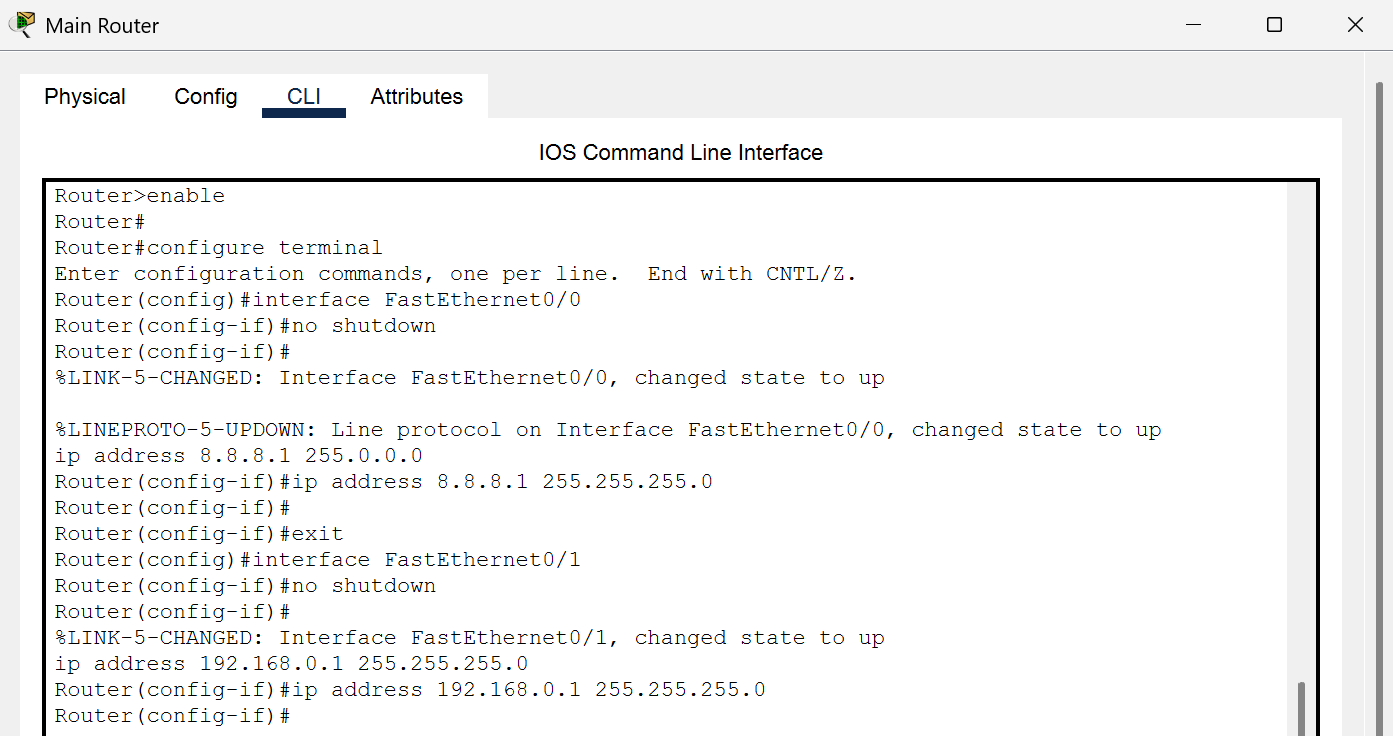 Main Router
Physical Config CLI Attributes
IOS Command Line Interface
Router>enable
Router#
Router#configure terminal
Enter configuration commands, one per line.  End with CNTL/Z.
Router(config)#interface FastEthernet0/0
Router(config-if)#no shutdown
Router(config-if)#
%LINK-5-CHANGED: Interface FastEthernet0/0, changed state to up
%LINEPROTO-5-UPDOWN: Line protocol on Interface FastEthernet0/0, changed state to up
ip address 8.8.8.1 255.0.0.0
Router(config-if)#ip address 8.8.8.1 255.255.255.0
Router(config-if)#
Router(config-if)#exit
Router(config)#interface FastEthernet0/1
Router(config-if)#no shutdown
Router(config-if)#
%LINK-5-CHANGED: Interface FastEthernet0/1, changed state to up
ip address 192.168.0.1 255.255.255.0
Router(config-if)#ip address 192.168.0.1 255.255.255.0
Router(config-if)#